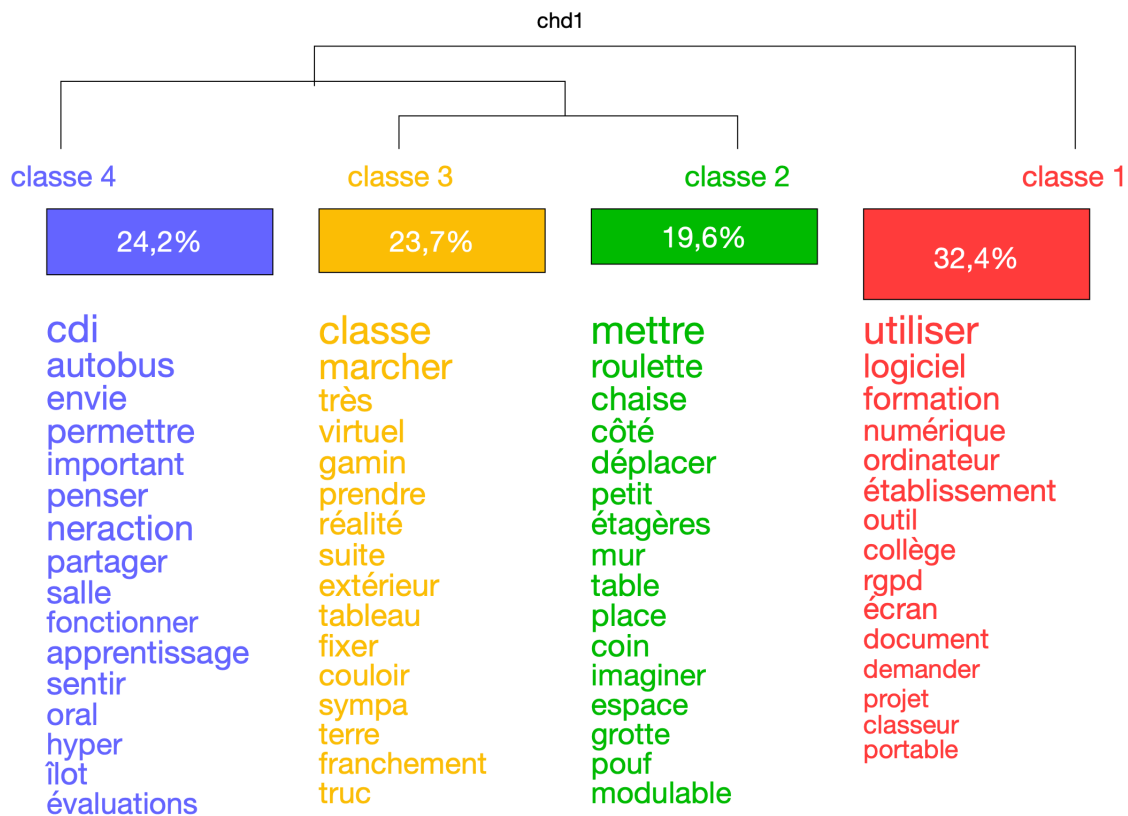 chd1
classe 4
classe 3
classe 2
classe 1
24,2%
23,7%
19,6%
32,4%
cdi
autobus
envie
permettre
important
penser
neraction
partager
salle
fonctionner
apprentissage
sentir
oral
hyper
îlot
évaluations
classe
marcher
très
virtuel
gamin
prendre
réalité
suite
extérieur
tableau
fixer
couloir
sympa
terre
franchement
truc
mettre
roulette
chaise
côté
déplacer
petit
étagères
mur
table
place
coin
imaginer
espace
grotte
pouf
modulable
utiliser
logiciel
formation
numérique
ordinateur
établissement
outil
collège
rgpd
écran
document
demander
projet
classeur
portable